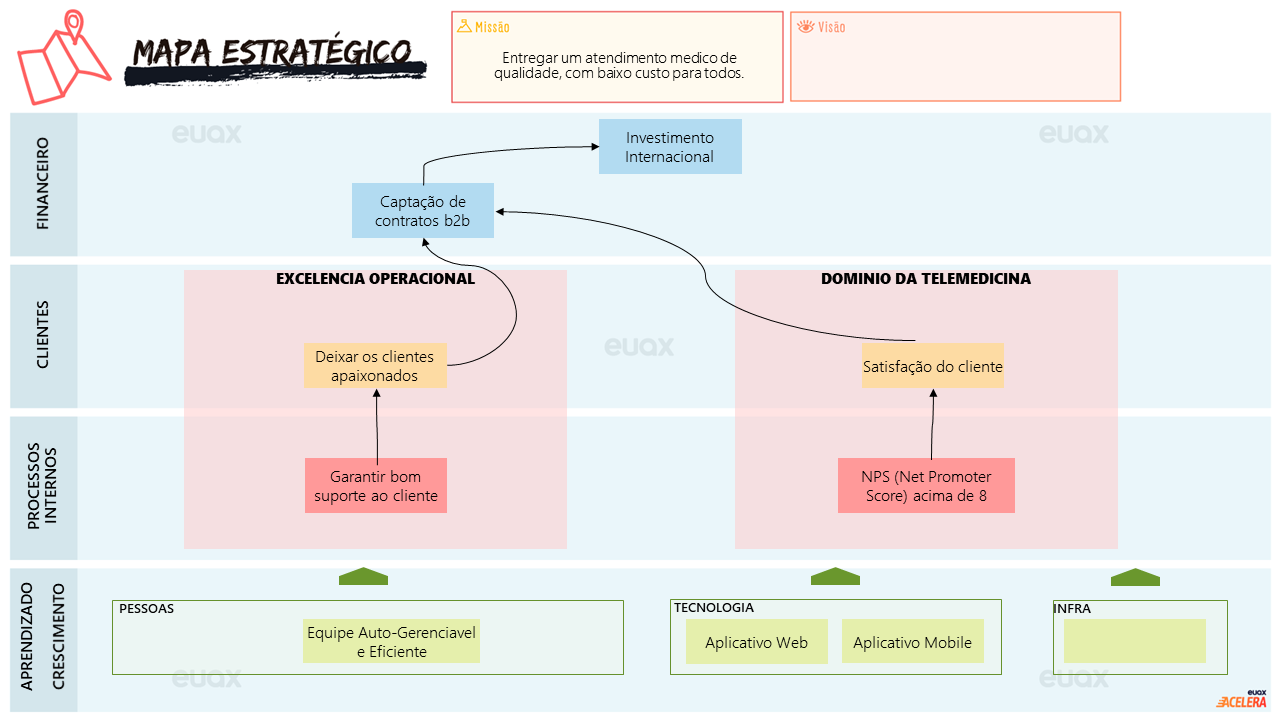 MAPA ESTRATÉGICO
Missão
Entregar um atendimento medico de
qualidade, com baixo custo para todos.
Visão
FINANCEIRO
euax
euax
Investimento
Internacional
Captação de
contratos b2b
CLIENTES
EXCELENCIA OPERACIONAL
DOMINIO DA TELEMEDICINA
euax
Deixar os clientes
apaixonados
Satisfação do cliente
PROCESSOS
INTERNOS
Garantir bom
suporte ao cliente
NPS (Net Promoter
Score) acima de 8
APRENDIZADO
CRESCIMENTO
PESSOAS
Equipe Auto-Gerenciavel
e Eficiente
TECNOLOGIA
Aplicativo Web
Aplicativo Mobile
INFRA
euax
euax
euax
ACELERA